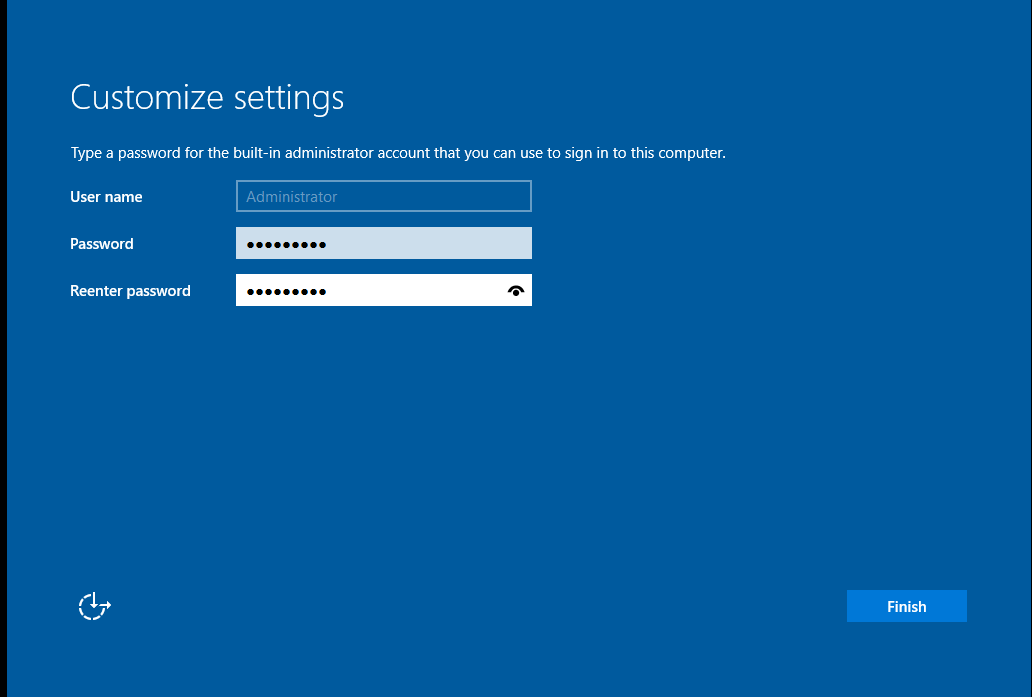 Customize settings
Type a password for the built-in administrator account that you can use to sign in to this computer.
User name Administrator
Password •••••••••
Reenter password •••••••••
Finish